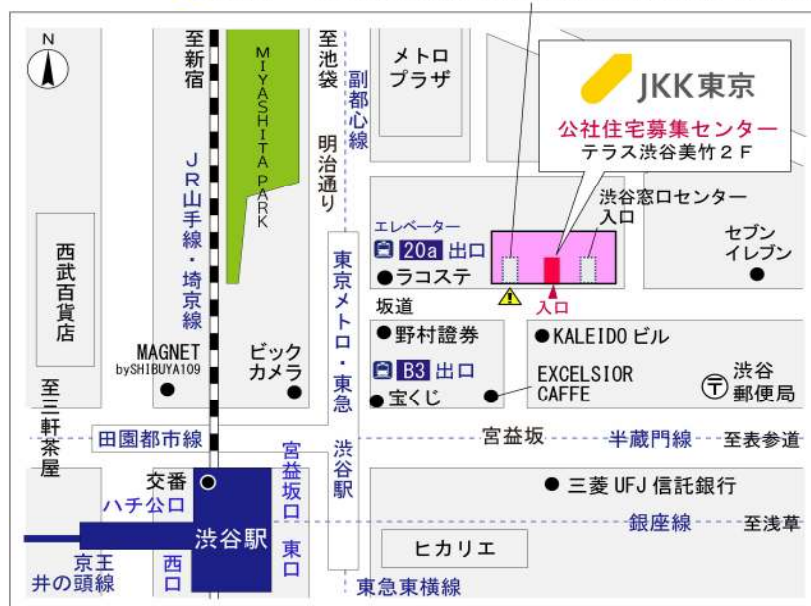 N
至新宿
MIYASHITA PARK
至池袋
副都心線
明治通り
メトロ
プラザ
JKK東京
公社住宅募集センター
テラス渋谷美竹2F
JR山手線・埼京線
西武百貨店
エレベーター
20a 出口
ラコステ
渋谷窓口センター
入口
セブン
イレブン
入口
坂道
東京メトロ・東急 渋谷駅
野村證券
KALEIDO ビル
MAGNET
bySHIBUYA109
ビック
カメラ
B3 出口
宝くじ
EXCELSIOR
CAFFE
渋谷
郵便局
至三軒茶屋
田園都市線
宮益坂
半蔵門線
至表参道
交番
ハチ公口
宮益坂口
三菱 UFJ 信託銀行
渋谷駅
銀座線
至浅草
京王
井の頭線
西口
東口
ヒカリエ
東急東横線